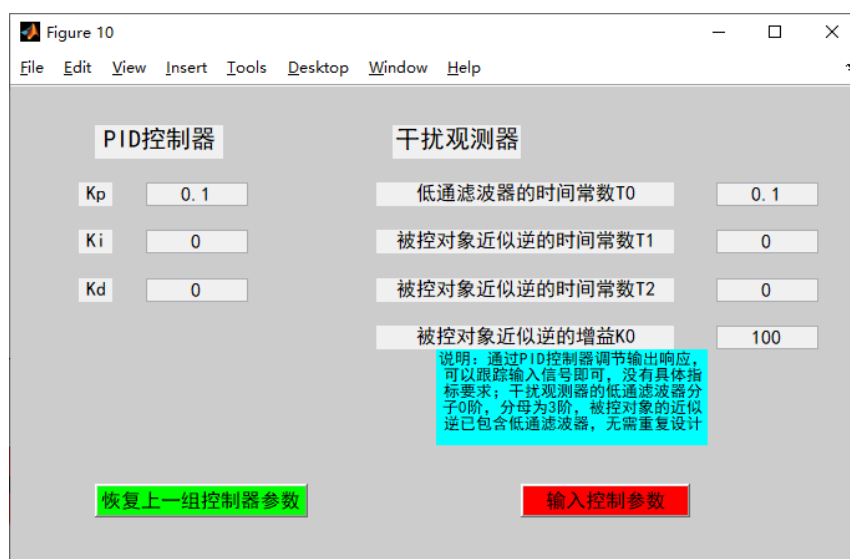 Figure 10
File Edit View Insert Tools Desktop Window Help
PID控制器 干扰观测器
Kp 0.1 低通滤波器的时间常数T0 0.1
Ki 0 被控对象近似逆的时间常数T1 0
Kd 0 被控对象近似逆的时间常数T2 0
被控对象近似逆的增益K0 100
说明：通过PID控制器调节输出响应，
可以跟踪输入信号即可，没有具体指
标要求；干扰观测器的低通滤波器分
子0阶，分母为3阶，被控对象的近似
逆已包含低通滤波器，无需重复设计
恢复上一组控制器参数 输入控制参数